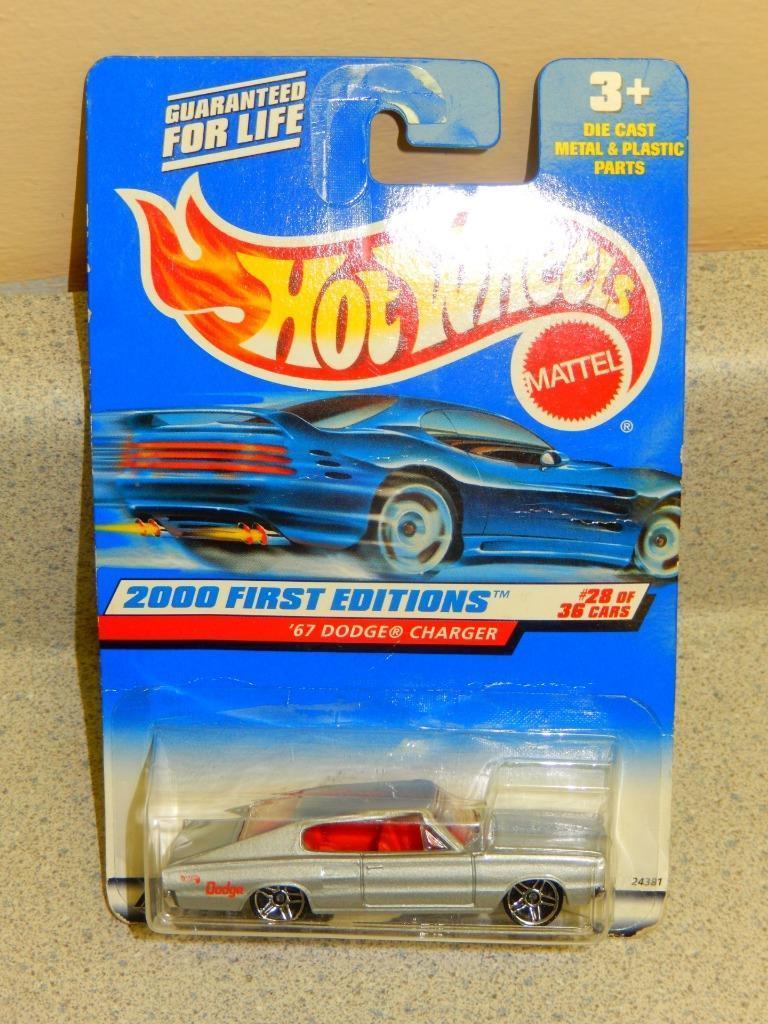 GUARANTEED
FOR LIFE
3+
DIE CAST
METAL & PLASTIC
PARTS
HOT WHEELS
MATTEL
®
2000 FIRST EDITIONS™
#28 OF
36 CARS
'67 DODGE® CHARGER
Dodge
24381